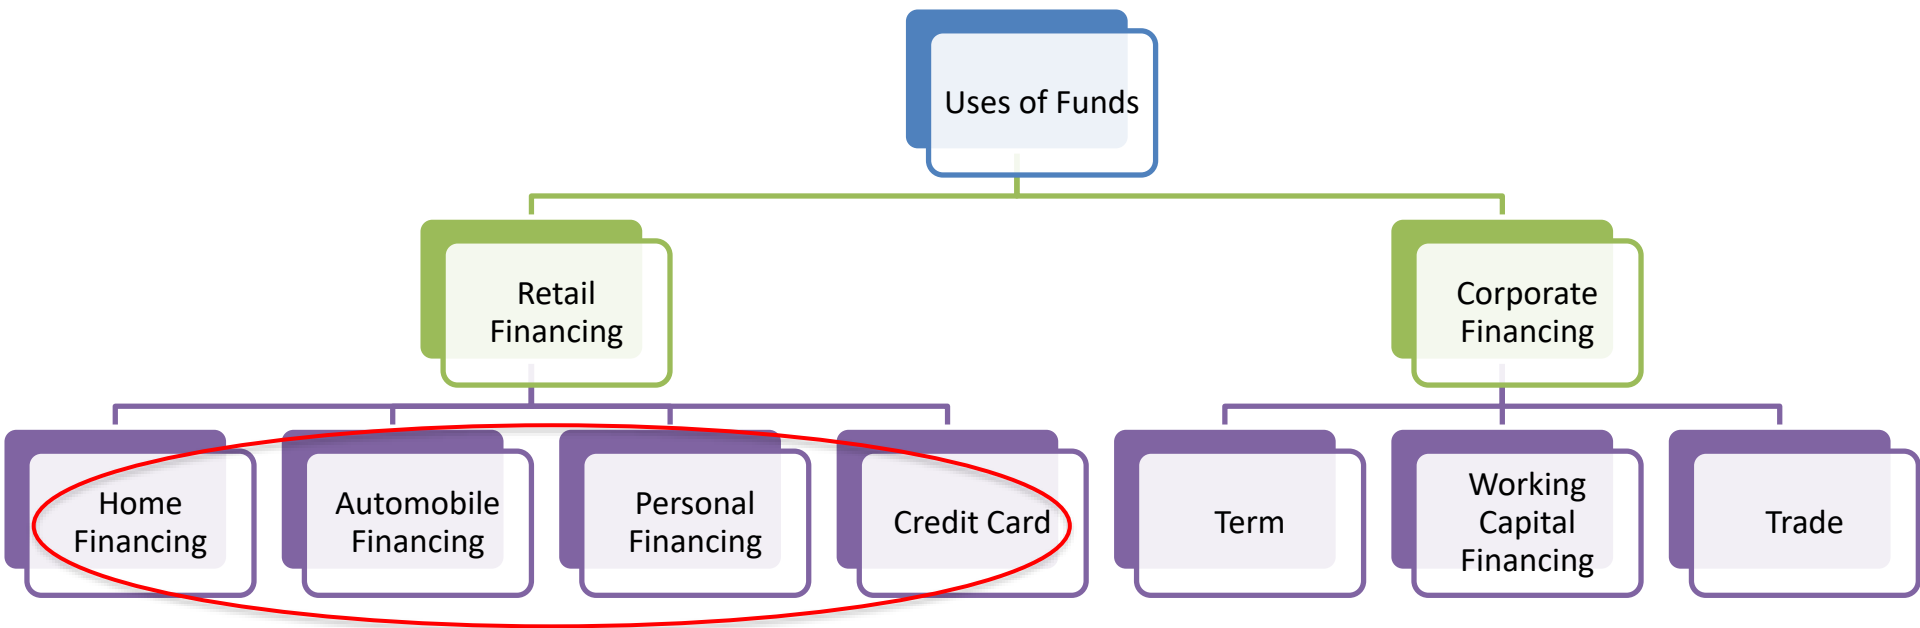 Uses of Funds
Retail
Financing
Corporate
Financing
Home
Financing
Automobile
Financing
Personal
Financing
Credit Card
Term
Working
Capital
Financing
Trade